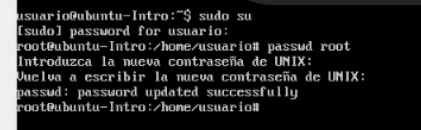 usuario@ubuntu-Intro:~$ sudo su
[sudo] password for usuario:
root@ubuntu-Intro:/home/usuario# passwd root
Introduzca la nueva contraseña de UNIX:
Vuelva a escribir la nueva contraseña de UNIX:
passwd: password updated successfully
root@ubuntu-Intro:/home/usuario#